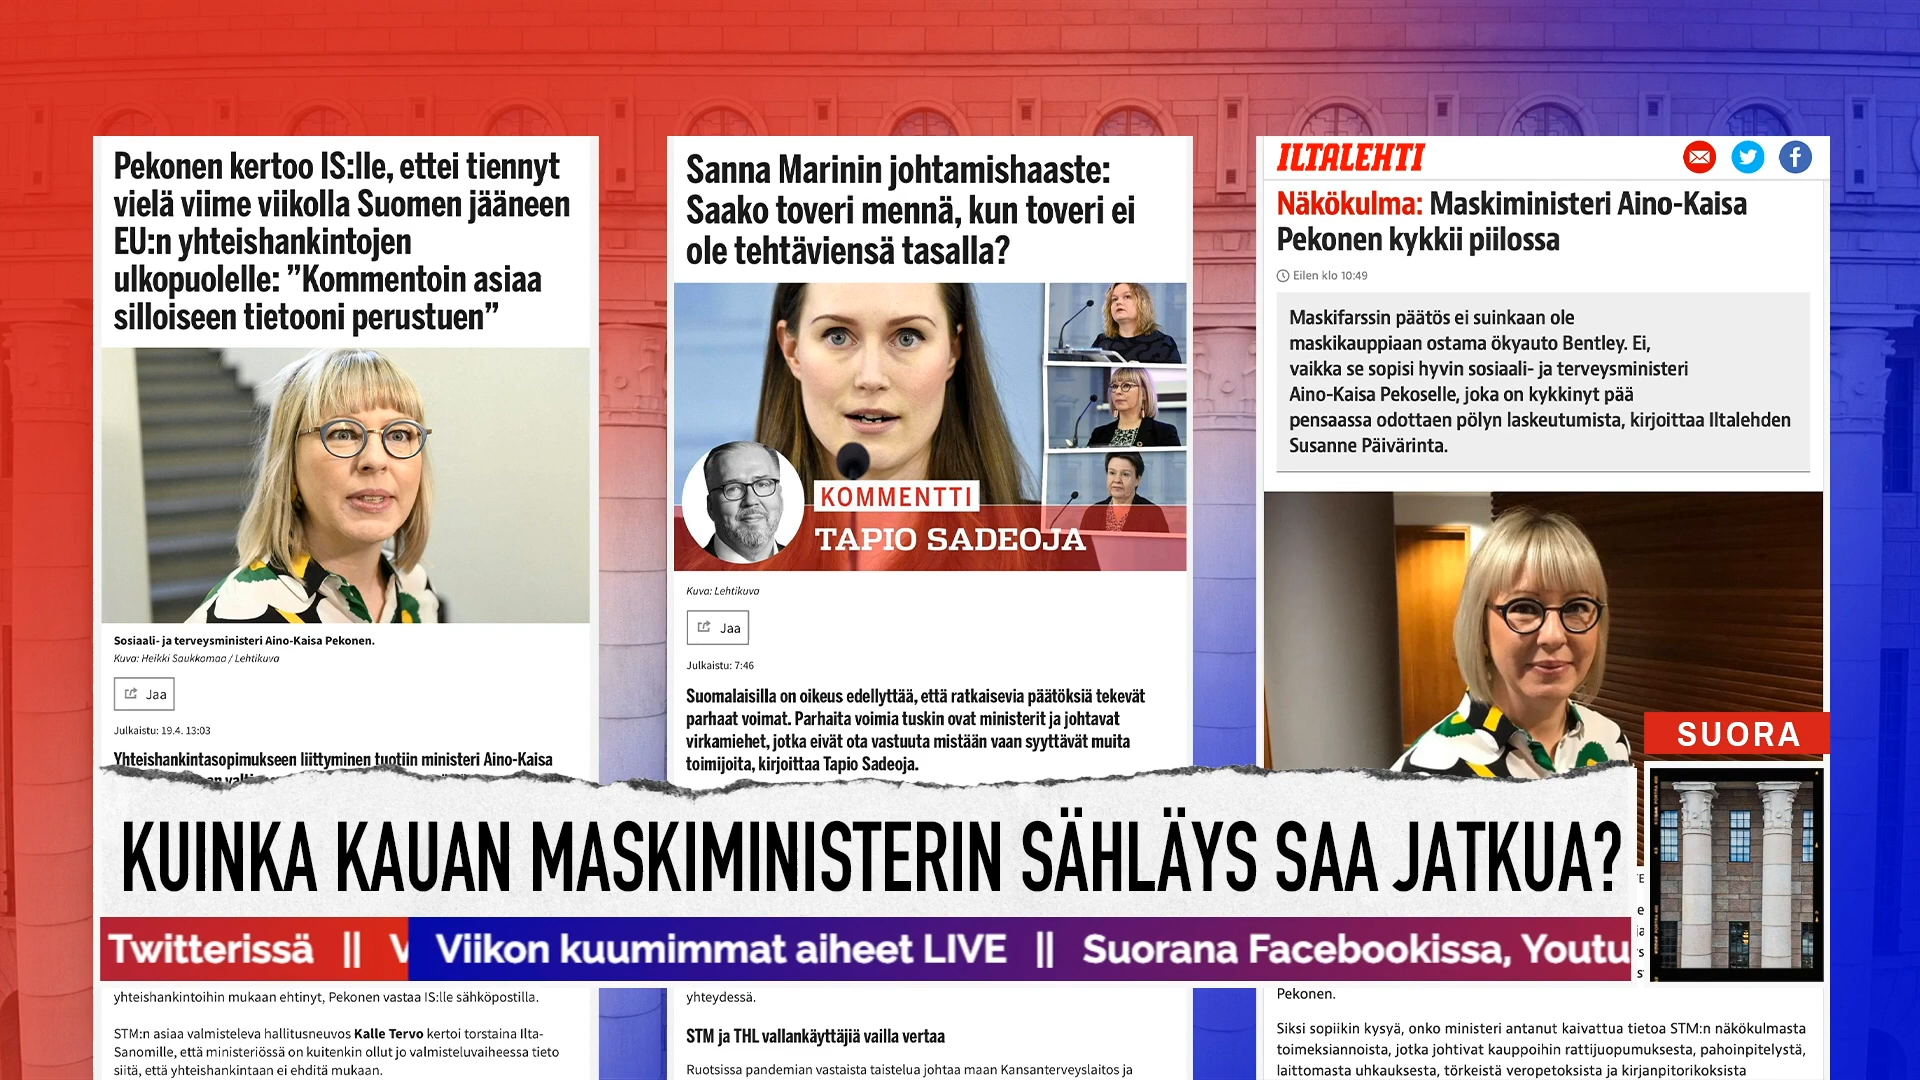 Pekonen kertoo IS:lle, ettei tiennyt
vielä viime viikolla Suomen jääneen
EU:n yhteishankintojen
ulkopuolelle: ”Kommentoin asiaa
silloiseen tietooni perustuen”
Sosiaali- ja terveysministeri Aino-Kaisa Pekonen.
Kuva: Heikki Saukkomaa / Lehtikuva
Jaa
Julkaistu: 19.4. 13:03
Yhteishankintasopimukseen liittyminen tuotiin ministeri Aino-Kaisa
Sanna Marinin johtamishaaste:
Saako toveri mennä, kun toveri ei
ole tehtäviensä tasalla?
KOMMENTTI
TAPIO SADEOJA
Kuva: Lehtikuva
Jaa
Julkaistu: 7:46
Suomalaisilla on oikeus edellyttää, että ratkaisevia päätöksiä tekevät
parhaat voimat. Parhaita voimia tuskin ovat ministerit ja johtavat
virkamiehet, jotka eivät ota vastuuta mistään vaan syyttävät muita
toimijoita, kirjoittaa Tapio Sadeoja.
ILTALEHTI
Näkökulma: Maskiministeri Aino-Kaisa
Pekonen kykkii piilossa
Eilen klo 10:49
Maskifarssin päätös ei suinkaan ole
maskikauppiaan ostama ökyauto Bentley. Ei,
vaikka se sopisi hyvin sosiaali- ja terveysministeri
Aino-Kaisa Pekoselle, joka on kykkinyt pää
pensaassa odottaen pölyn laskeutumista, kirjoittaa Iltalehden
Susanne Päivärinta.
SUORA
KUINKA KAUAN MASKIMINISTERIN SÄHLÄYS SAA JATKUA?
Twitterissä || V
Viikon kuumimmat aiheet LIVE || Suorana Facebookissa, Youtu
yhteishankintoihin mukaan ehtinyt, Pekonen vastaa IS:lle sähköpostilla.
STM:n asiaa valmisteleva hallitusneuvos Kalle Tervo kertoi torstaina Ilta-
Sanomille, että ministeriössä on kuitenkin ollut jo valmisteluvaiheessa tieto
siitä, että yhteishankintaan ei ehditä mukaan.
yhteydessä.
STM ja THL vallankäyttäjiä vailla vertaa
Ruotsissa pandemian vastaista taistelua johtaa maan Kansanterveyslaitos ja
Pekonen.
Siksi sopiikin kysyä, onko ministeri antanut kaivattua tietoa STM:n näkökulmasta
toimeksiannoista, jotka johtivat kauppoihin rattijuopumuksesta, pahoinpitelystä,
laittomasta uhkauksesta, törkeistä veropetoksista ja kirjanpitorikoksista